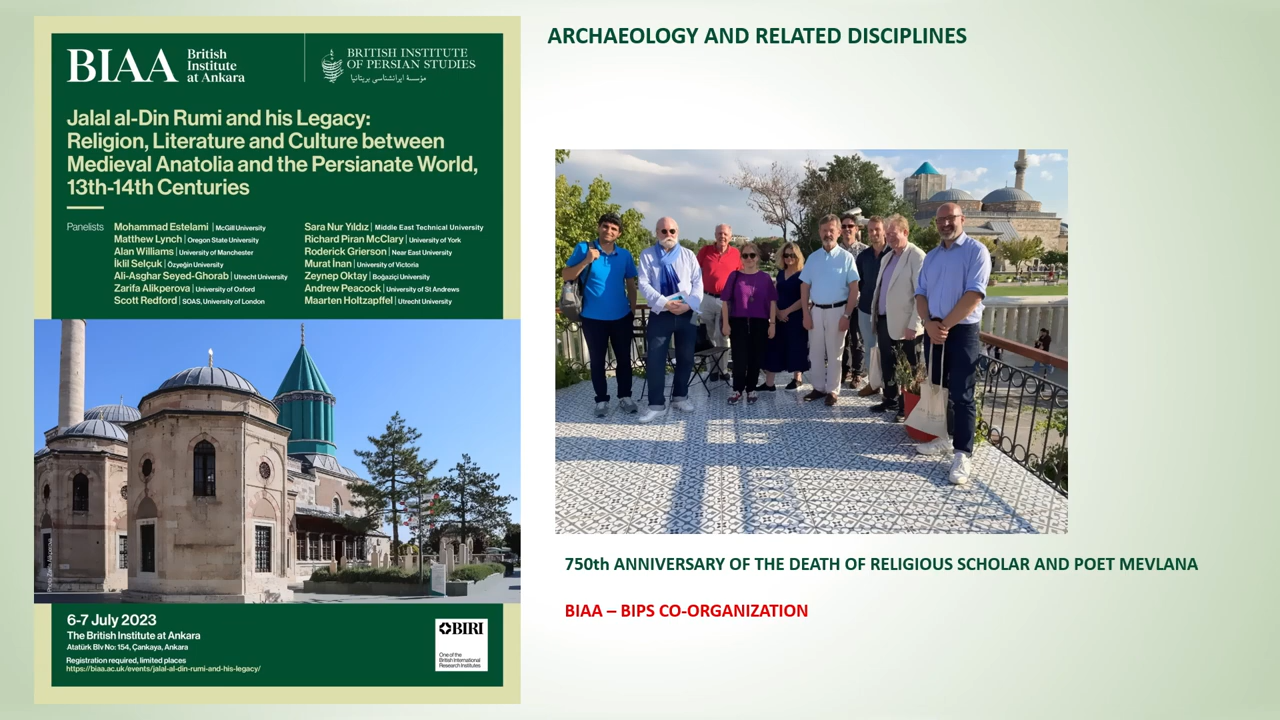 BIAA British
Institute
at Ankara
BRITISH INSTITUTE
OF PERSIAN STUDIES
مؤسسهٔ ایرانشناسی بریتانیا
Jalal al-Din Rumi and his Legacy:
Religion, Literature and Culture between
Medieval Anatolia and the Persianate World,
13th-14th Centuries
Panelists
Mohammad Estelami | McGill University
Matthew Lynch | Oregon State University
Alan Williams | University of Manchester
İklil Selçuk | Özyeğin University
Ali-Asghar Seyed-Ghorab | Utrecht University
Zarifa Alikperova | University of Oxford
Scott Redford | SOAS, University of London
Sara Nur Yıldız | Middle East Technical University
Richard Piran McClary | University of York
Roderick Grierson | Near East University
Murat İnan | University of Victoria
Zeynep Oktay | Boğaziçi University
Andrew Peacock | University of St Andrews
Maarten Holtzapffel | Utrecht University
Photo: Zarifa Alikperova
6-7 July 2023
The British Institute at Ankara
Atatürk Blv No: 154, Çankaya, Ankara
Registration required, limited places
https://biaa.ac.uk/events/jalal-al-din-rumi-and-his-legacy/
BIRI
One of the
British International
Research Institutes
ARCHAEOLOGY AND RELATED DISCIPLINES
750th ANNIVERSARY OF THE DEATH OF RELIGIOUS SCHOLAR AND POET MEVLANA
BIAA – BIPS CO-ORGANIZATION